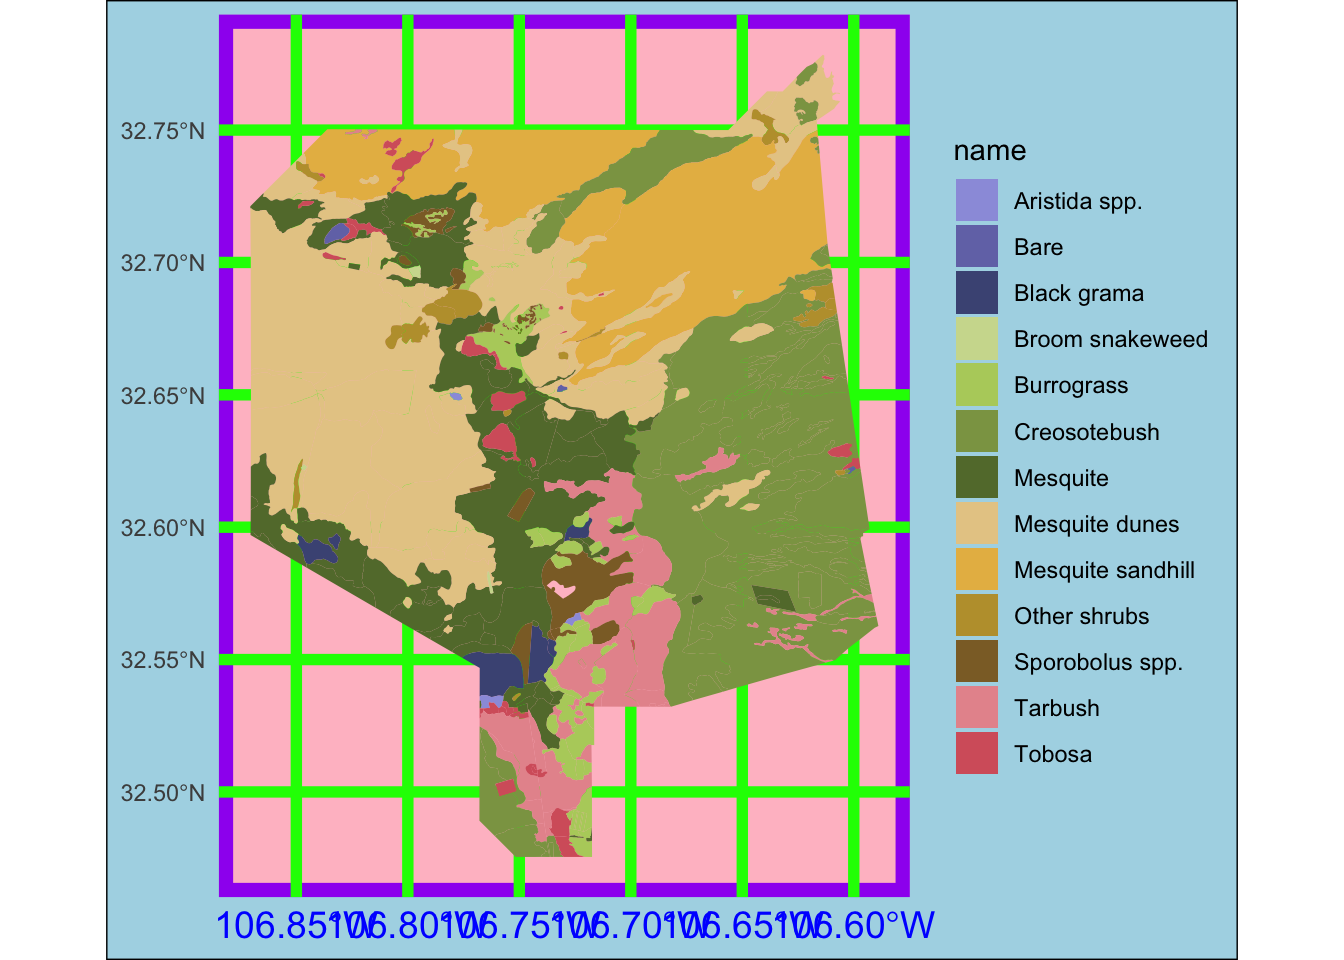 32.75°N
32.70°N
32.65°N
32.60°N
32.55°N
32.50°N
106.85°W 106.80°W 106.75°W 106.70°W 106.65°W 106.60°W
name
Aristida spp.
Bare
Black grama
Broom snakeweed
Burrograss
Creosotebush
Mesquite
Mesquite dunes
Mesquite sandhill
Other shrubs
Sporobolus spp.
Tarbush
Tobosa